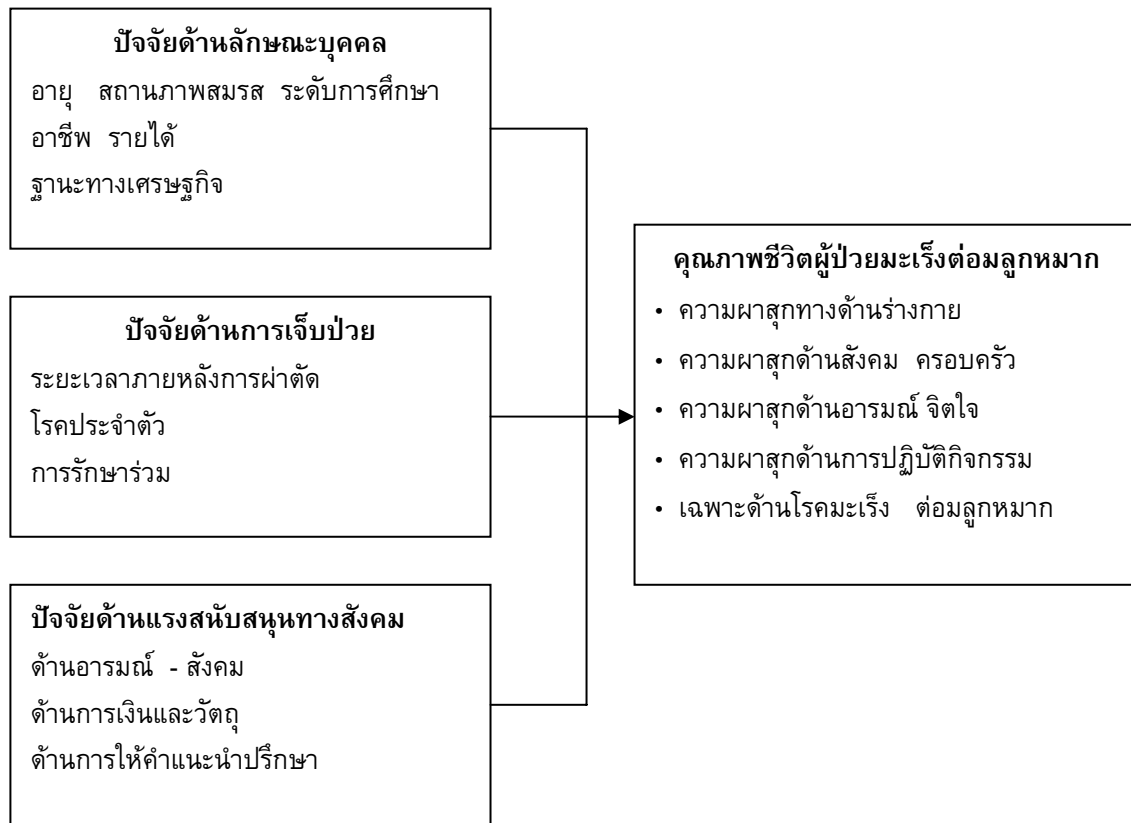 ปัจจัยด้านลักษณะบุคคล
อายุ สถานภาพสมรส ระดับการศึกษา
อาชีพ รายได้
ฐานะทางเศรษฐกิจ
ปัจจัยด้านการเจ็บป่วย
ระยะเวลาภายหลังการผ่าตัด
โรคประจำตัว
การรักษาร่วม
ปัจจัยด้านแรงสนับสนุนทางสังคม
ด้านอารมณ์ - สังคม
ด้านการเงินและวัตถุ
ด้านการให้คำแนะนำปรึกษา
คุณภาพชีวิตผู้ป่วยมะเร็งต่อมลูกหมาก
• ความผาสุกทางด้านร่างกาย
• ความผาสุกด้านสังคม ครอบครัว
• ความผาสุกด้านอารมณ์ จิตใจ
• ความผาสุกด้านการปฏิบัติกิจกรรม
• เฉพาะด้านโรคมะเร็ง ต่อมลูกหมาก